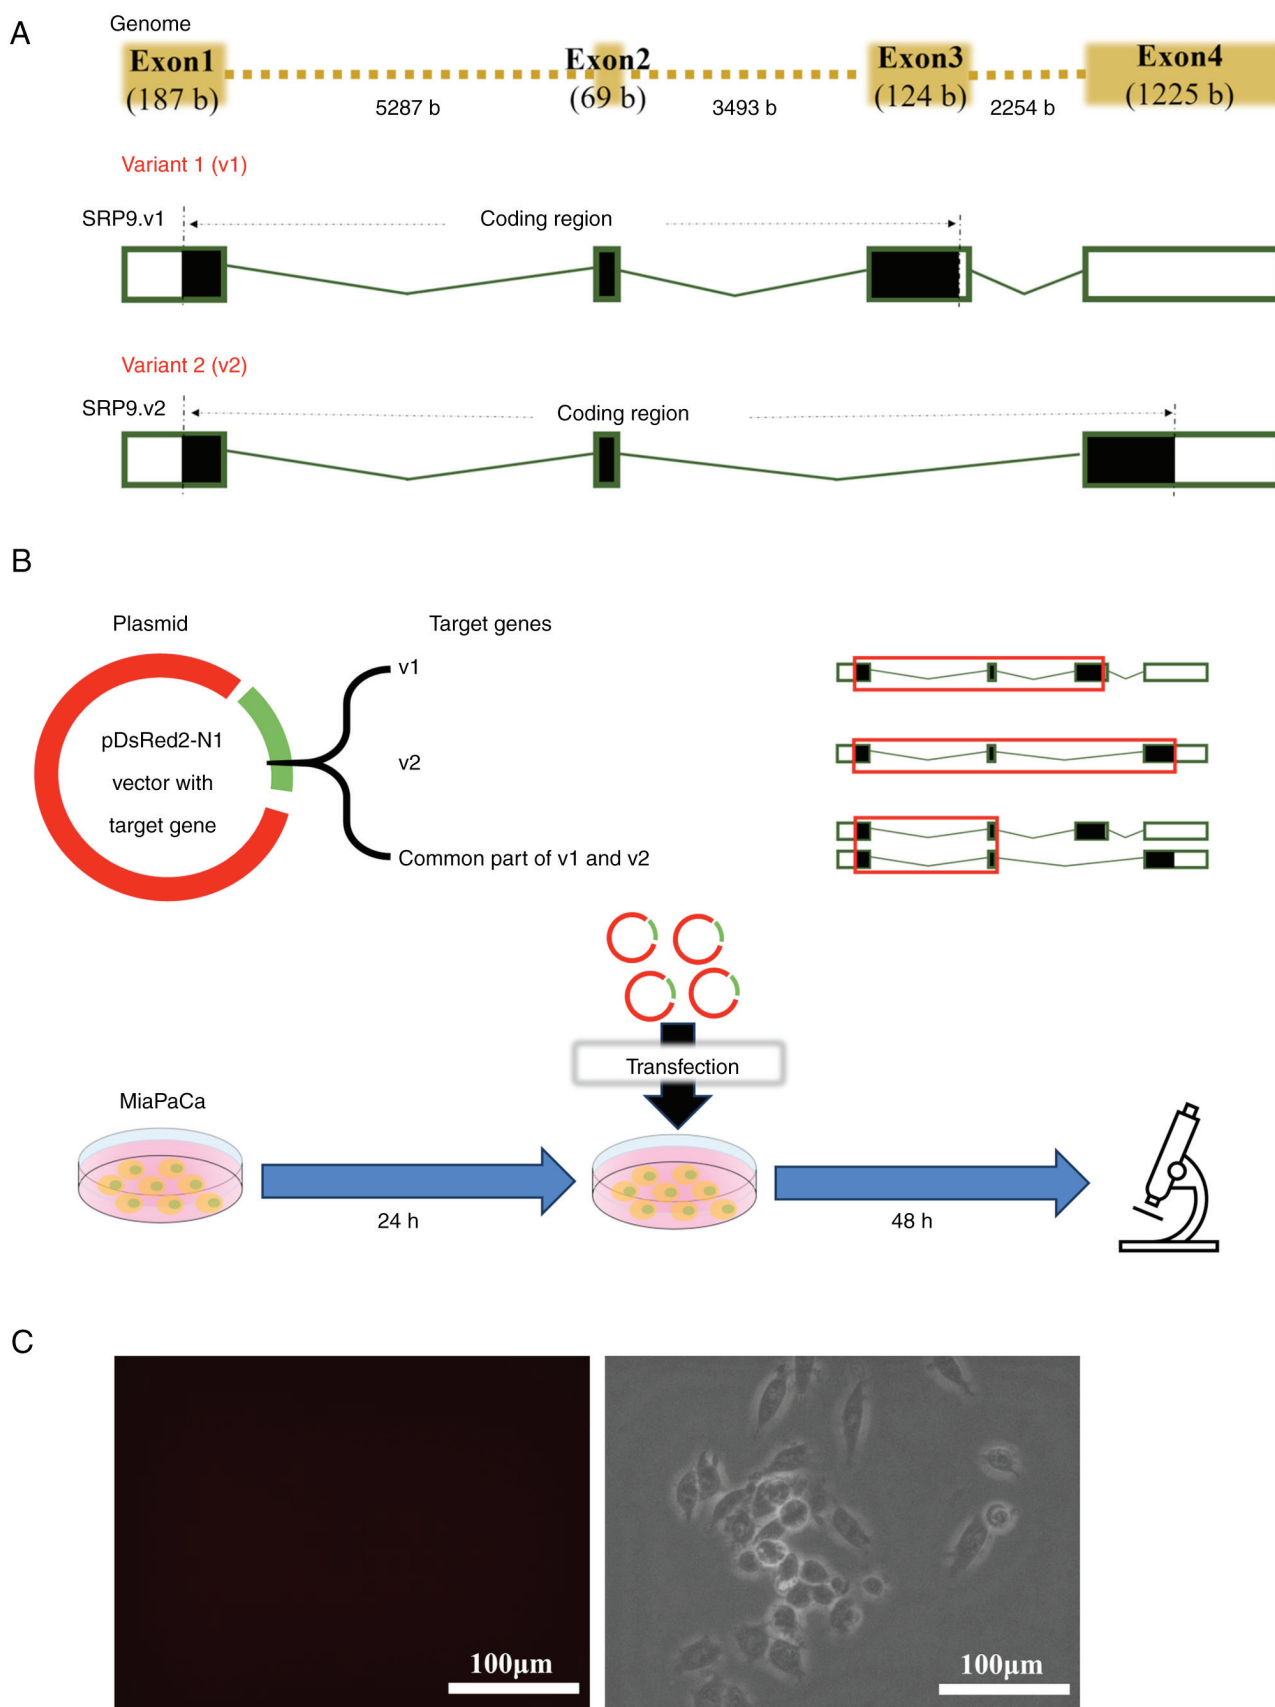 A
Genome
Exon1 Exon2 Exon3 Exon4
(187 b) (69 b) (124 b) (1225 b)
5287 b 3493 b 2254 b
Variant 1 (v1)
SRP9.v1 Coding region
Variant 2 (v2)
SRP9.v2 Coding region
B
Plasmid Target genes
v1
pDsRed2-N1
vector with
target gene
v2
Common part of v1 and v2
Transfection
MiaPaCa
24 h 48 h
C
100μm 100μm